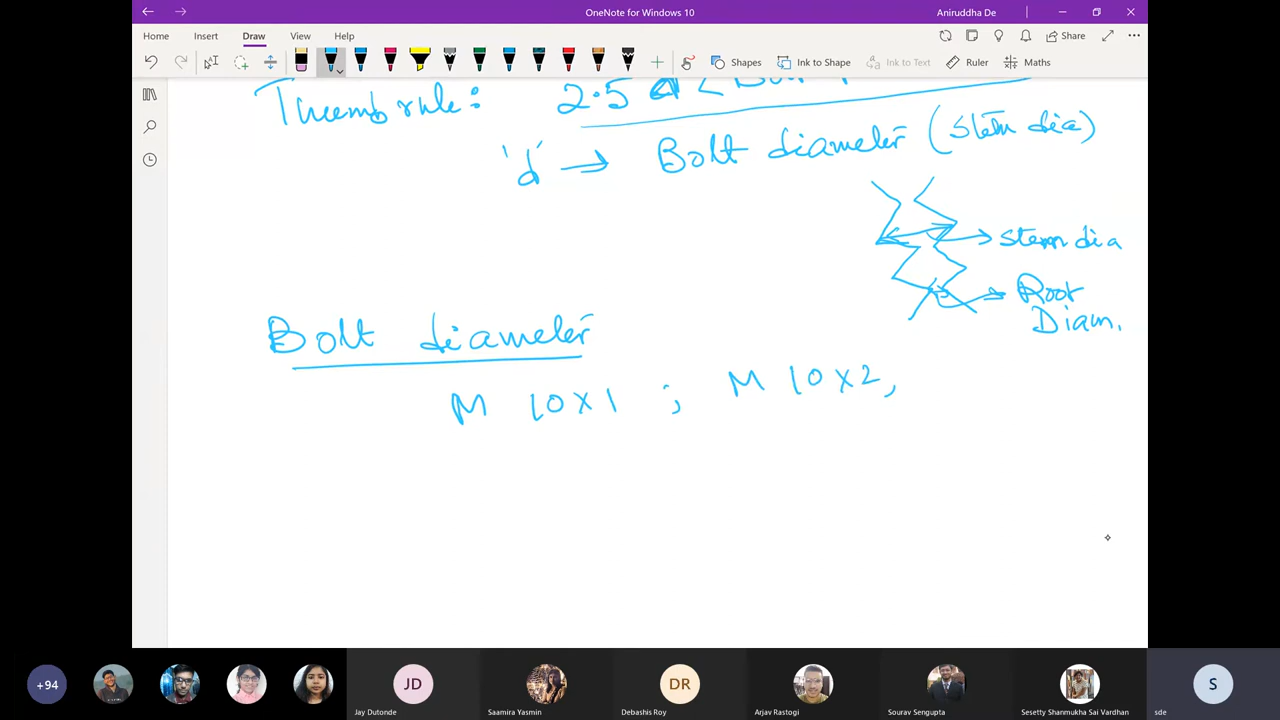 OneNote for Windows 10
Aniruddha De
Home Insert Draw View Help
Share
Shapes
Ink to Shape
Ink to Text
Ruler
Maths
Thumb rule: 2.5 d <
'd' → Bolt diameter (stem dia)
stem dia
Root
Diam.
Bolt diameter
M 10x1 ; M 10x2,
+94
JD
DR
S
Jay Dutonde
Saamira Yasmin
Debashis Roy
Arjav Rastogi
Sourav Sengupta
Sesetty Shanmukha Sai Vardhan
sde